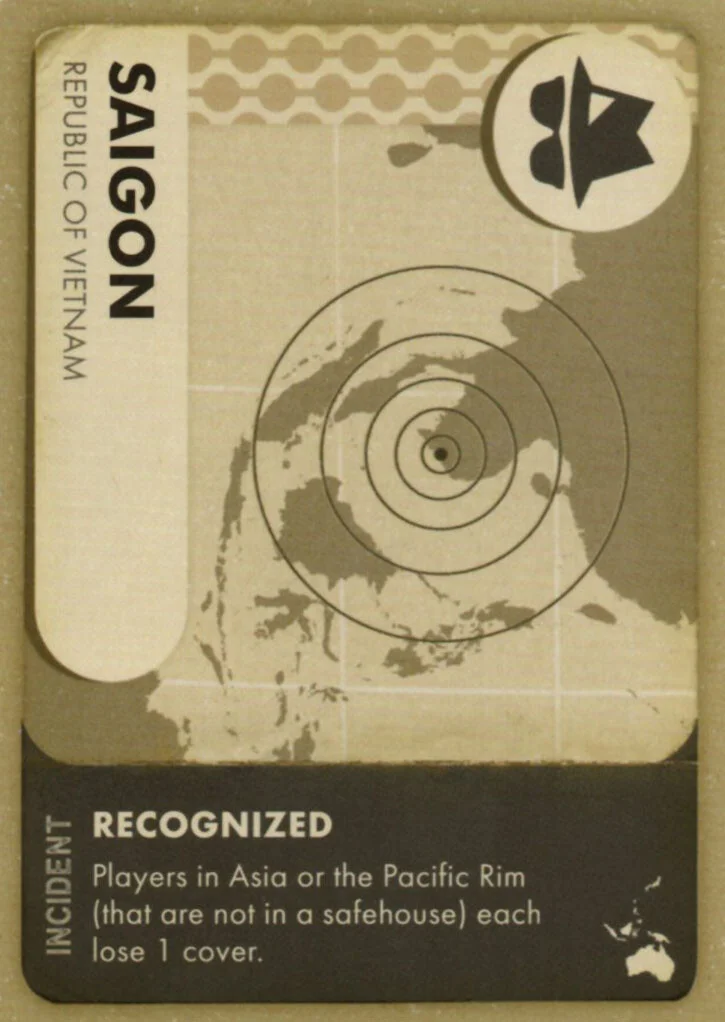 SAIGON
REPUBLIC OF VIETNAM
INCIDENT
RECOGNIZED
Players in Asia or the Pacific Rim
(that are not in a safehouse) each
lose 1 cover.